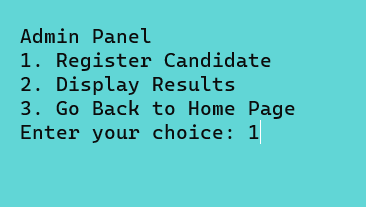 Admin Panel
1. Register Candidate
2. Display Results
3. Go Back to Home Page
Enter your choice: 1